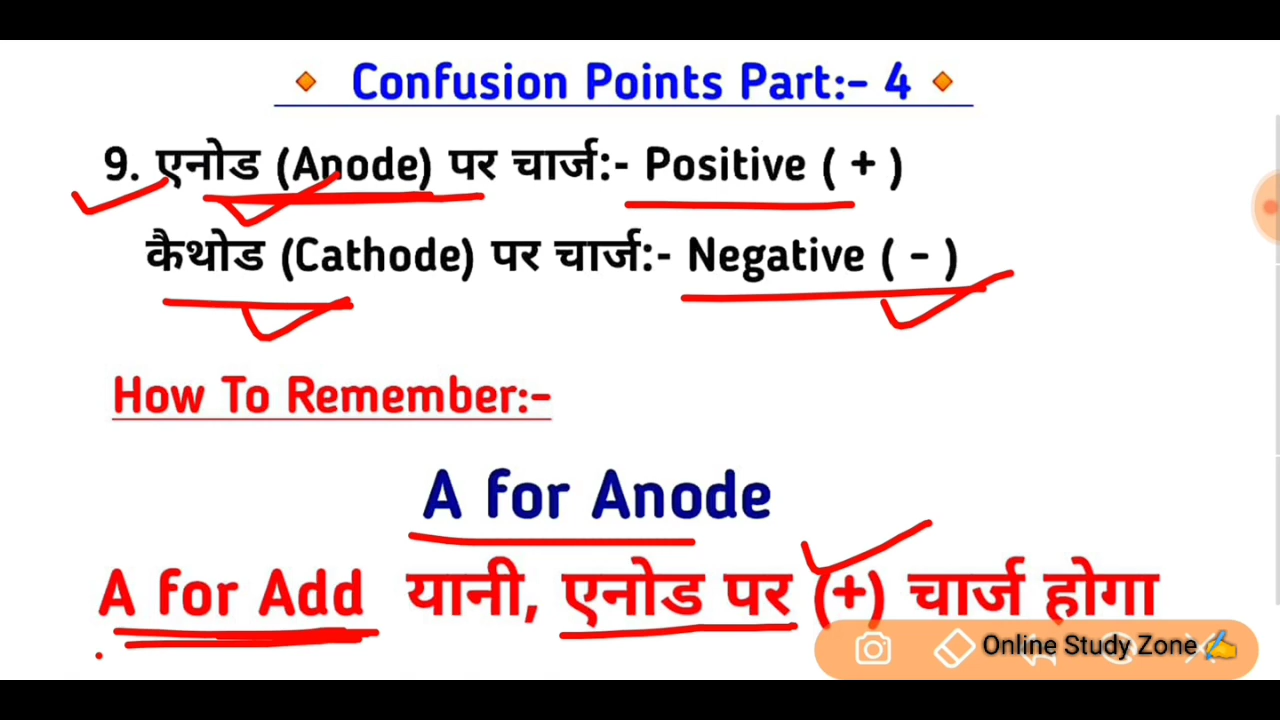 🔸 Confusion Points Part:- 4 🔸
9. एनोड (Anode) पर चार्ज:- Positive ( + )
कैथोड (Cathode) पर चार्ज:- Negative ( - )
How To Remember:-
A for Anode
A for Add यानी, एनोड पर (+) चार्ज होगा
Online Study Zone ✍